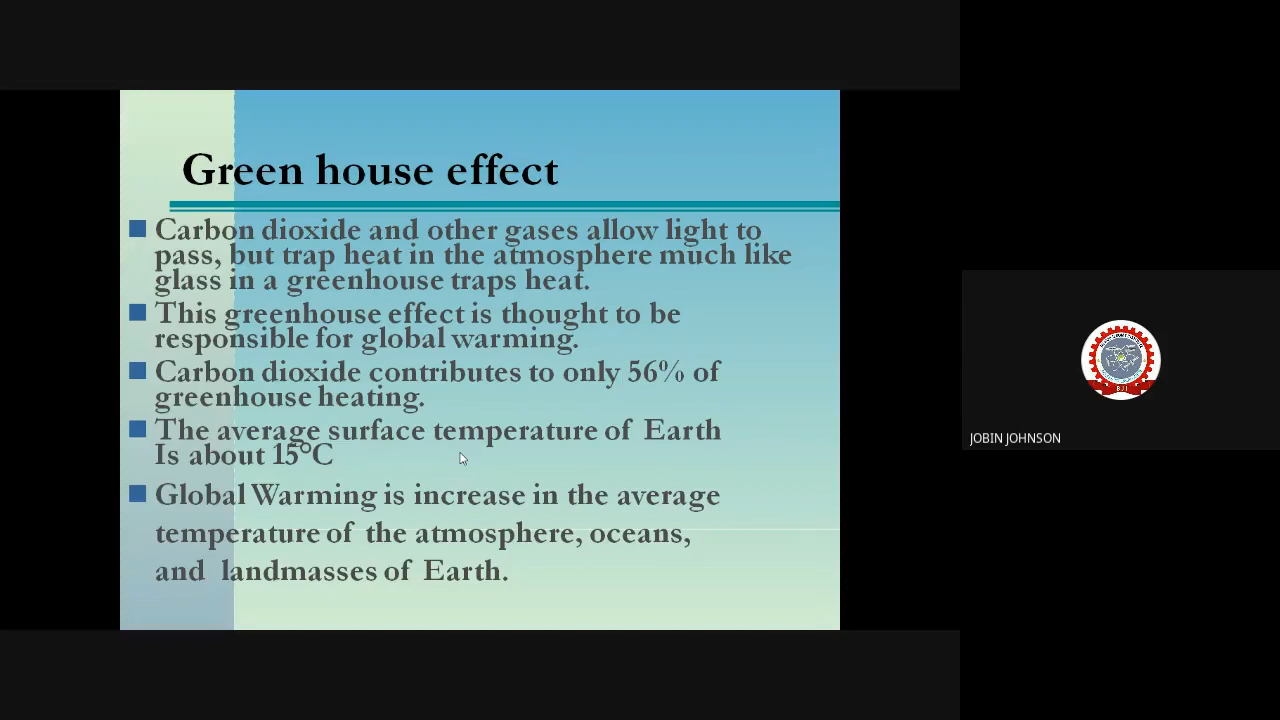 Green house effect
Carbon dioxide and other gases allow light to
pass, but trap heat in the atmosphere much like
glass in a greenhouse traps heat.
This greenhouse effect is thought to be
responsible for global warming.
Carbon dioxide contributes to only 56% of
greenhouse heating.
The average surface temperature of Earth
Is about 15°C
Global Warming is increase in the average
temperature of the atmosphere, oceans,
and landmasses of Earth.
BJI
JOBIN JOHNSON